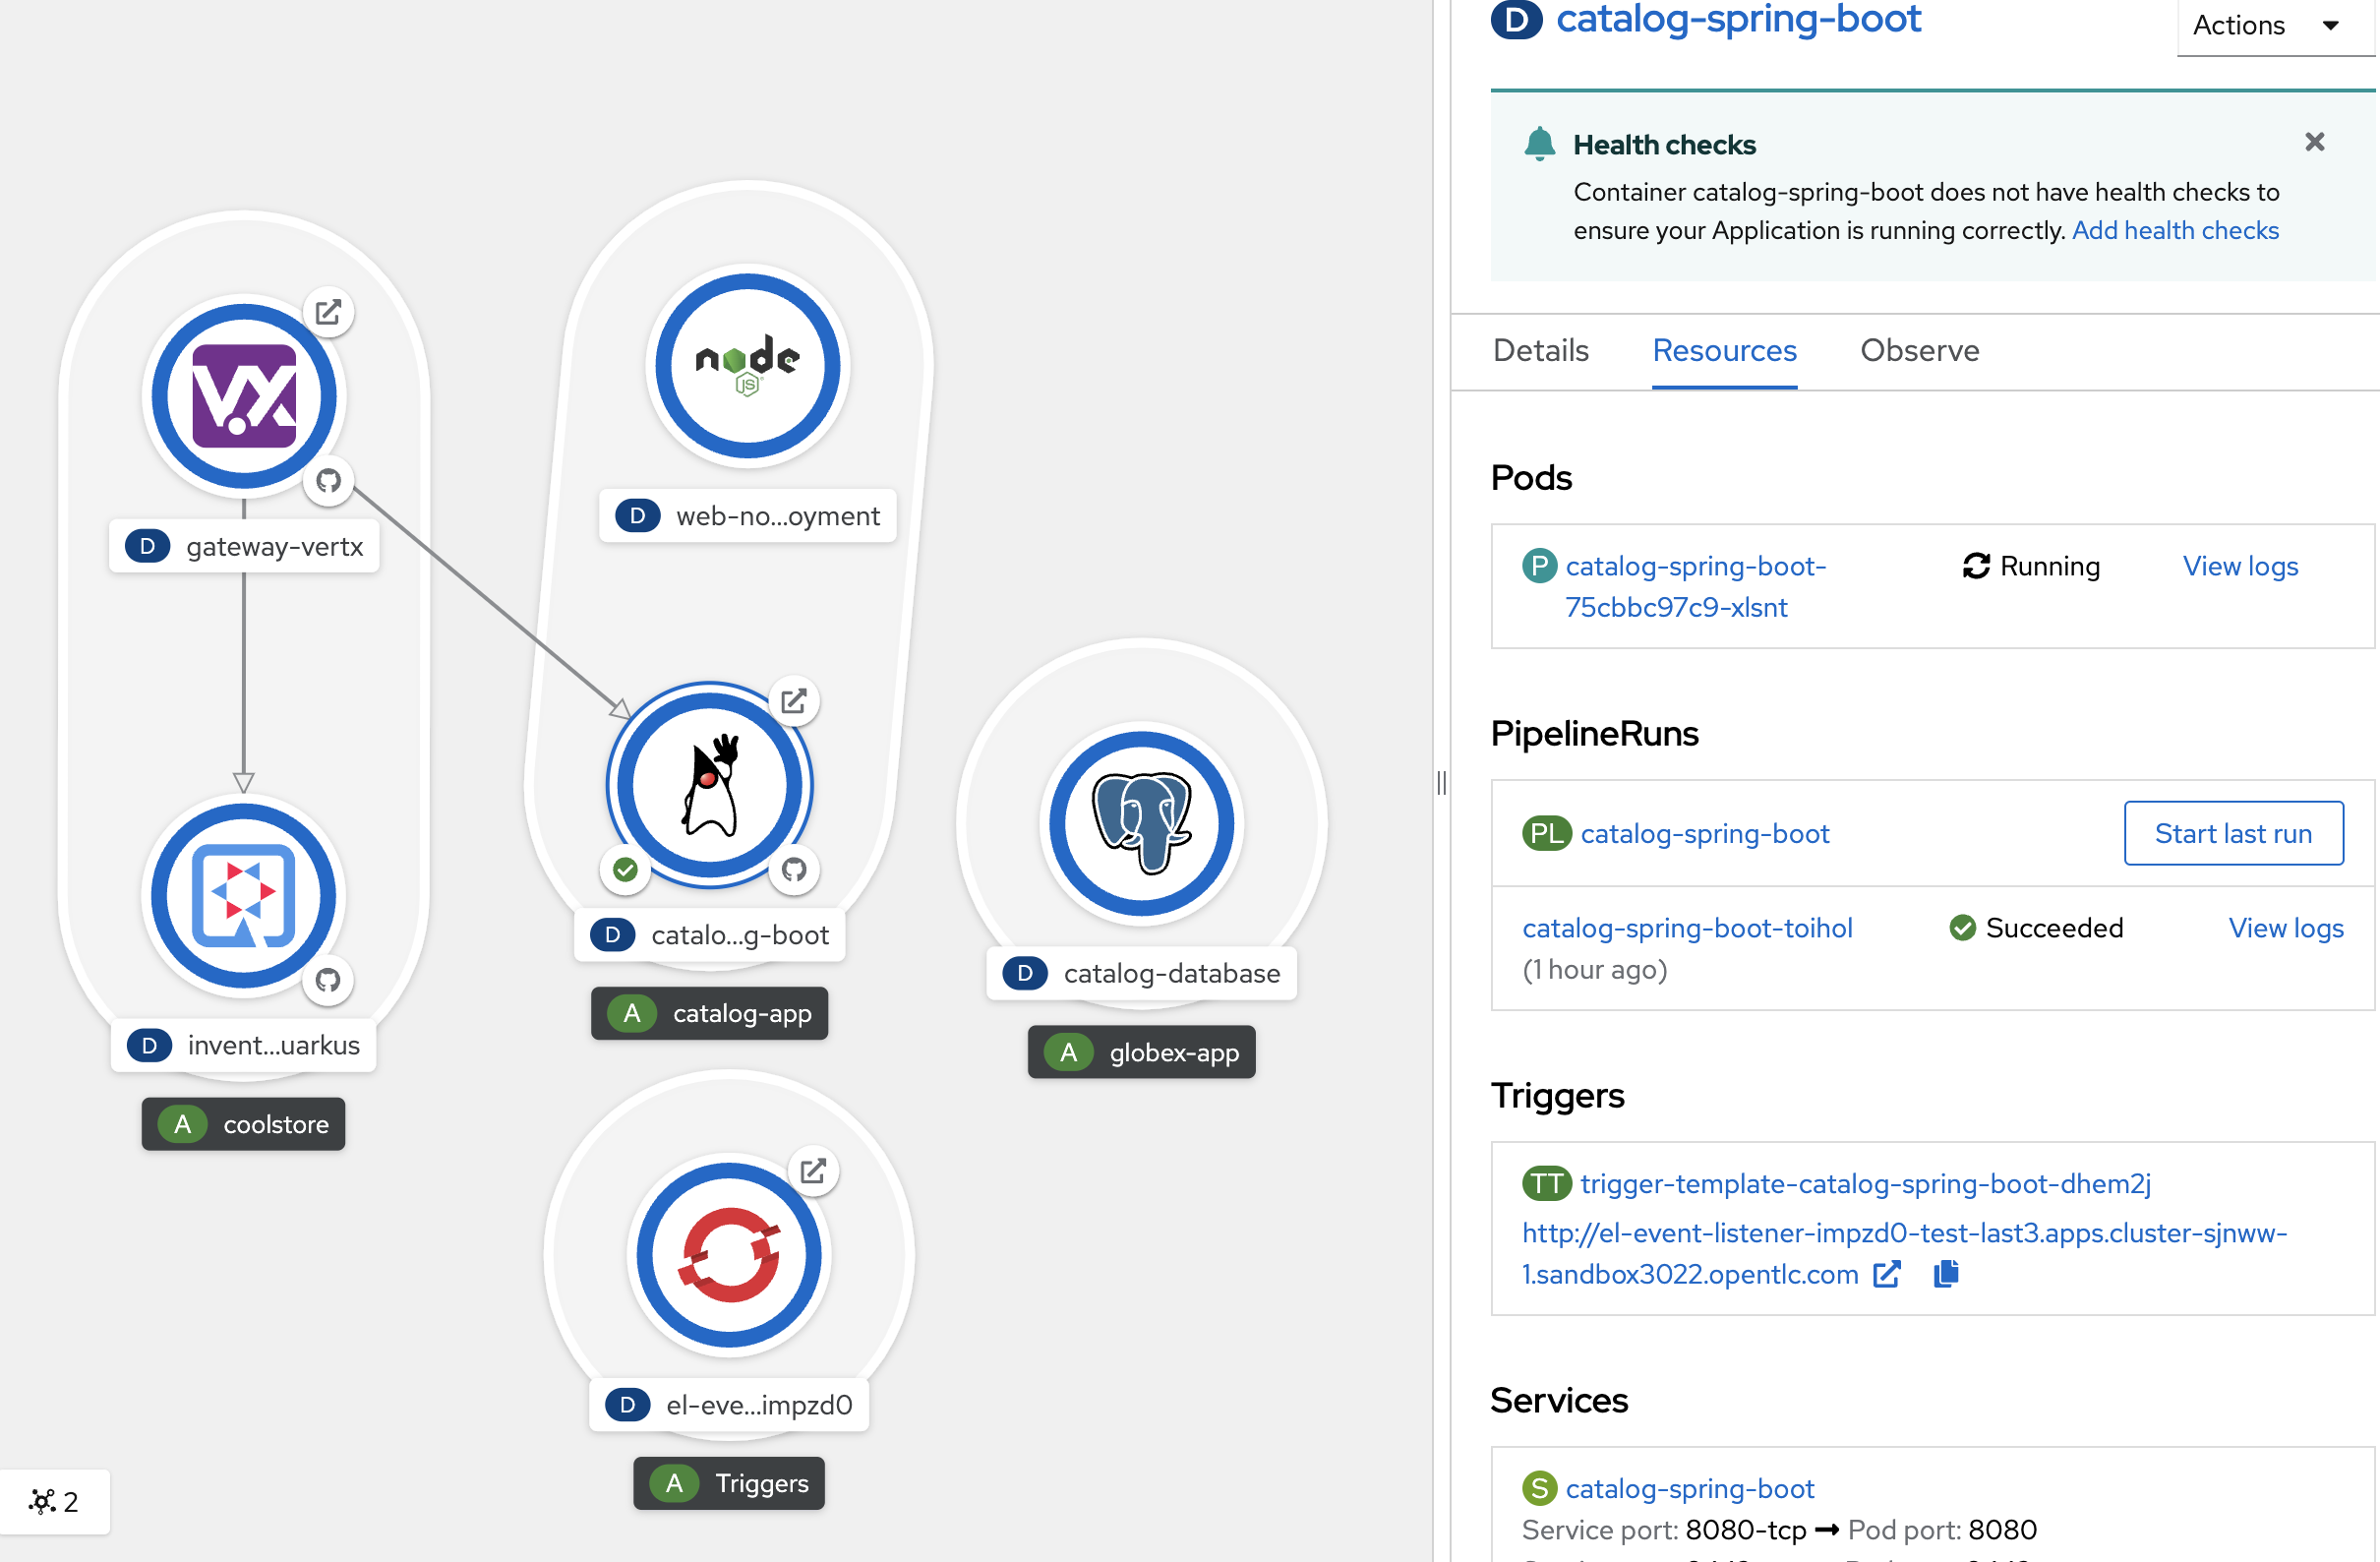 VX
D gateway-vertx
D invent...uarkus
A coolstore
node
JS
D web-no...oyment
D catalo...g-boot
A catalog-app
D catalog-database
A globex-app
D el-eve...impzd0
A Triggers
2
D catalog-spring-boot
Actions
Health checks
Container catalog-spring-boot does not have health checks to
ensure your Application is running correctly. Add health checks
Details Resources Observe
Pods
P catalog-spring-boot-
75cbbc97c9-xlsnt
Running
View logs
PipelineRuns
PL catalog-spring-boot
Start last run
catalog-spring-boot-toihol
(1 hour ago)
Succeeded
View logs
Triggers
TT trigger-template-catalog-spring-boot-dhem2j
http://el-event-listener-impzd0-test-last3.apps.cluster-sjnww-
1.sandbox3022.opentlc.com
Services
S catalog-spring-boot
Service port: 8080-tcp → Pod port: 8080